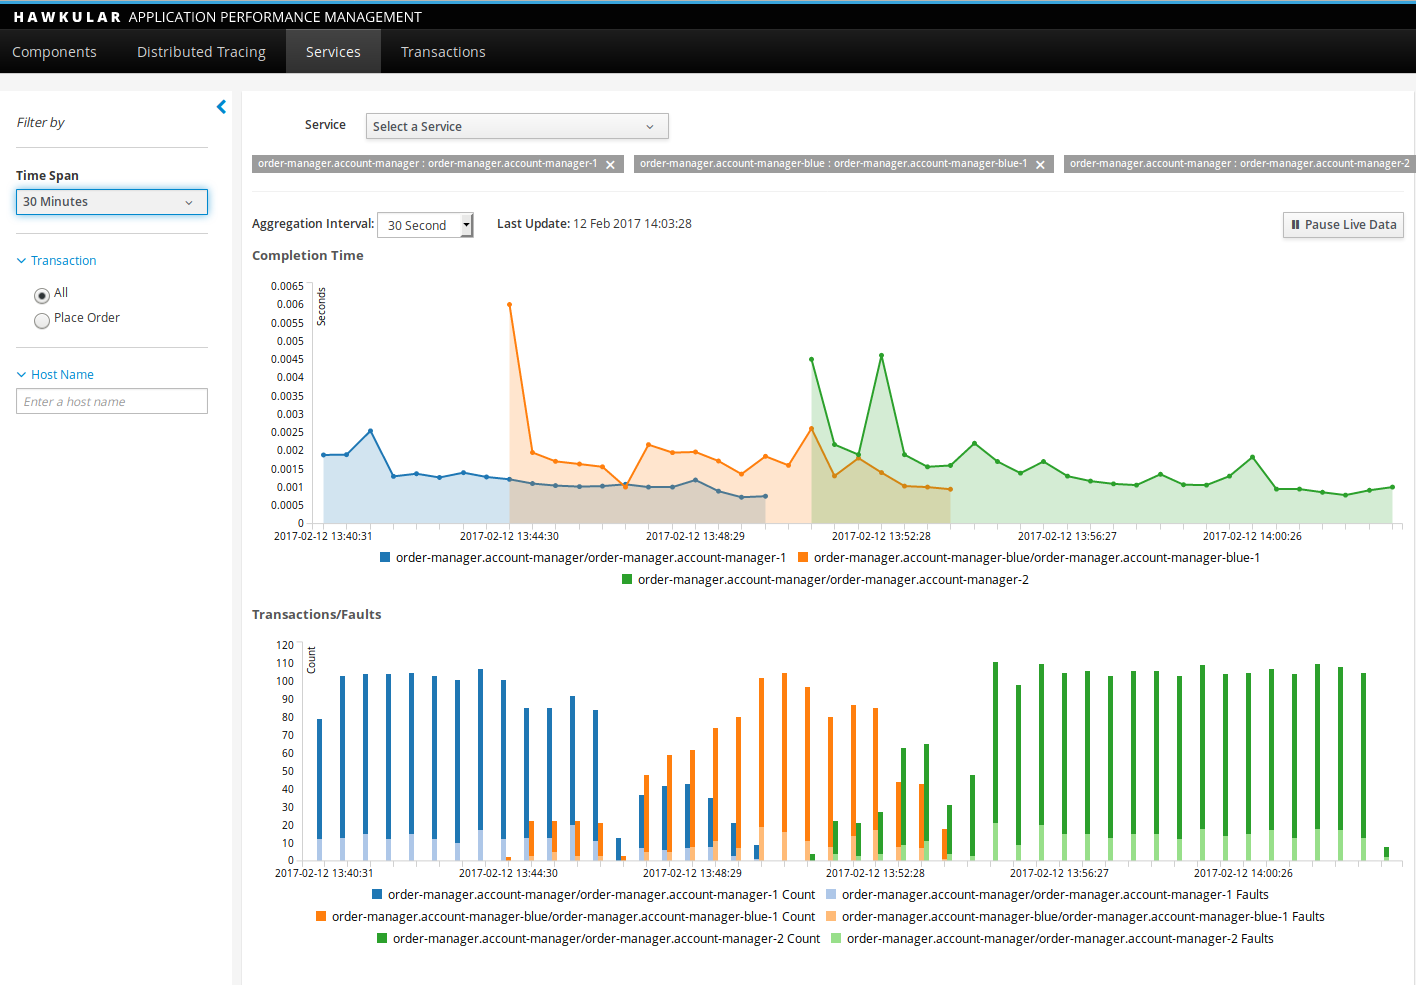 HAWKULAR APPLICATION PERFORMANCE MANAGEMENT
Components Distributed Tracing Services Transactions
Filter by
Time Span
30 Minutes
Transaction
All
Place Order
Host Name
Enter a host name
Service Select a Service
order-manager.account-manager : order-manager.account-manager-1 × order-manager.account-manager-blue : order-manager.account-manager-blue-1 × order-manager.account-manager : order-manager.account-manager-2
Aggregation Interval: 30 Second Last Update: 12 Feb 2017 14:03:28 Pause Live Data
Completion Time
Seconds
0.0065
0.006
0.0055
0.005
0.0045
0.004
0.0035
0.003
0.0025
0.002
0.0015
0.001
0.0005
0
2017-02-12 13:40:31 2017-02-12 13:44:30 2017-02-12 13:48:29 2017-02-12 13:52:28 2017-02-12 13:56:27 2017-02-12 14:00:26
order-manager.account-manager/order-manager.account-manager-1 order-manager.account-manager-blue/order-manager.account-manager-blue-1
order-manager.account-manager/order-manager.account-manager-2
Transactions/Faults
Count
120
110
100
90
80
70
60
50
40
30
20
10
0
2017-02-12 13:40:31 2017-02-12 13:44:30 2017-02-12 13:48:29 2017-02-12 13:52:28 2017-02-12 13:56:27 2017-02-12 14:00:26
order-manager.account-manager/order-manager.account-manager-1 Count order-manager.account-manager/order-manager.account-manager-1 Faults
order-manager.account-manager-blue/order-manager.account-manager-blue-1 Count order-manager.account-manager-blue/order-manager.account-manager-blue-1 Faults
order-manager.account-manager/order-manager.account-manager-2 Count order-manager.account-manager/order-manager.account-manager-2 Faults